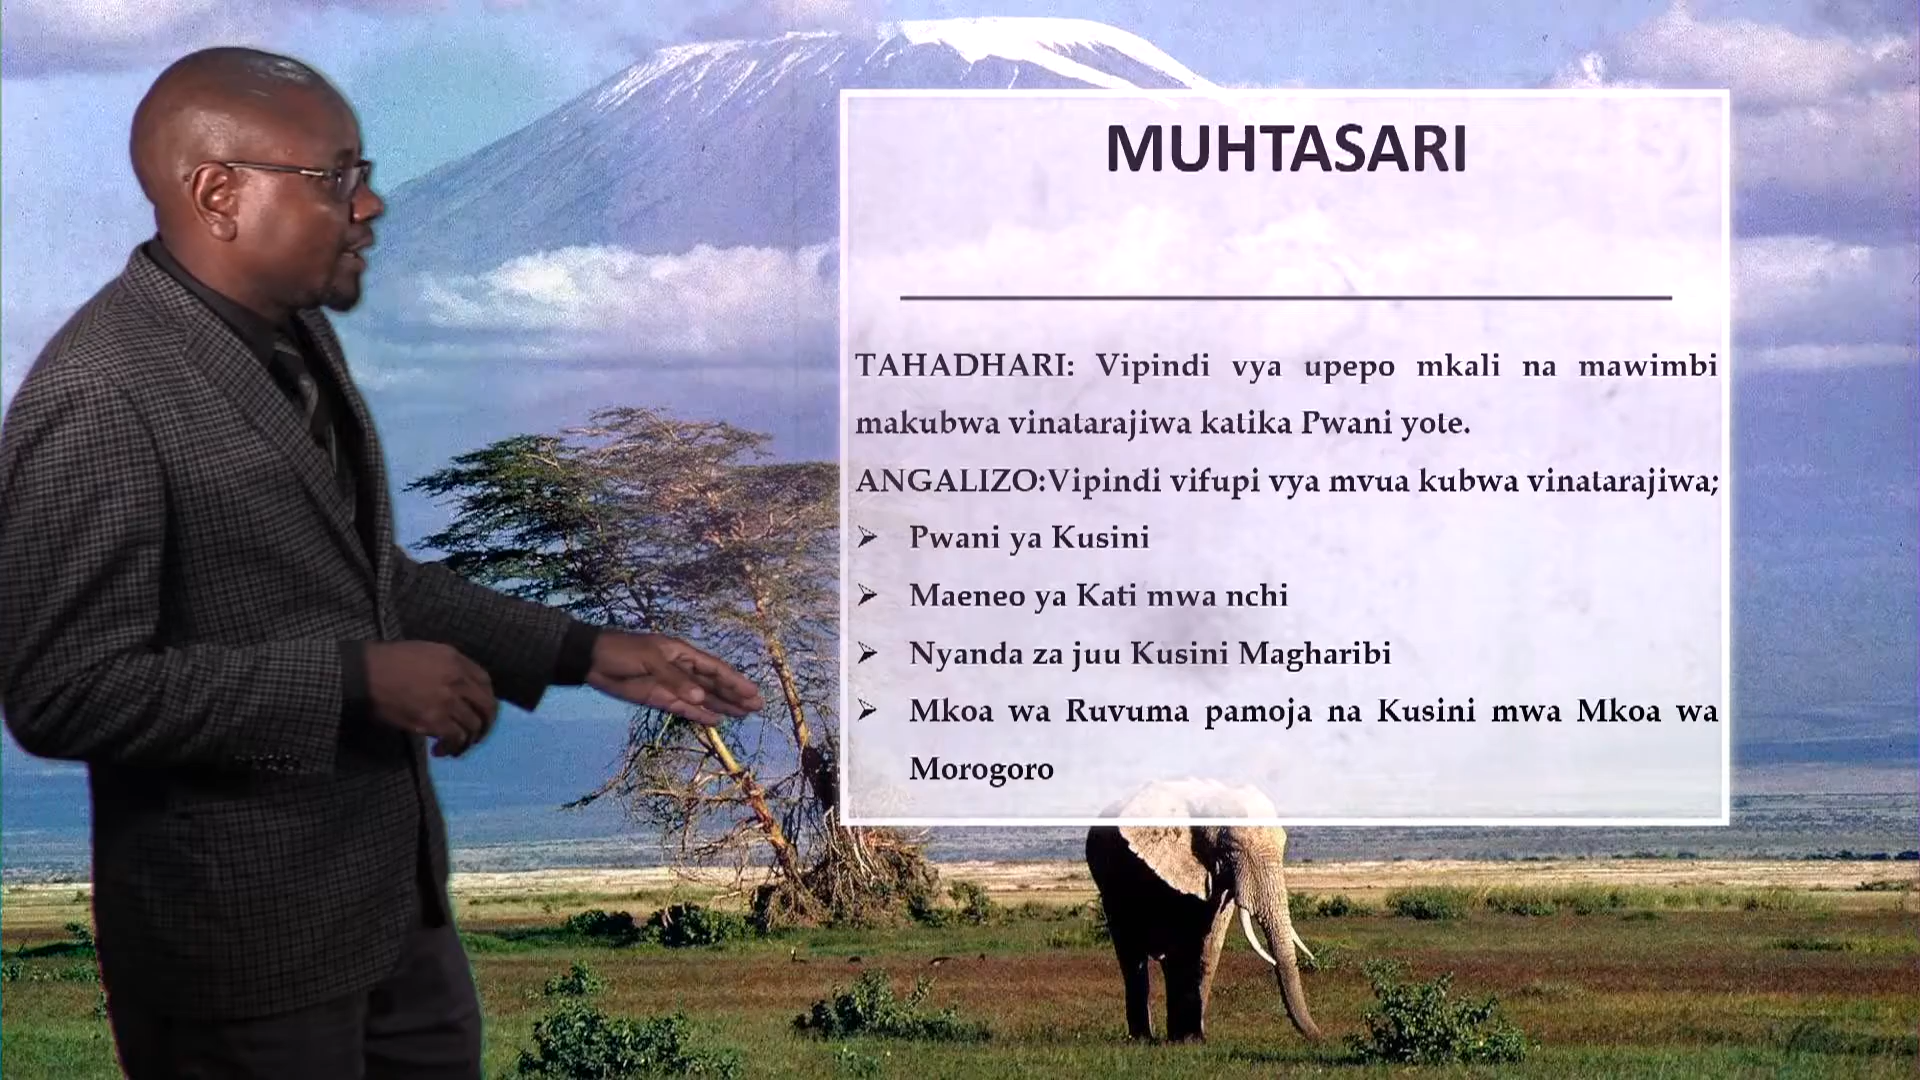 MUHTASARI
TAHADHARI: Vipindi vya upepo mkali na mawimbi
makubwa vinatarajiwa katika Pwani yote.
ANGALIZO:Vipindi vifupi vya mvua kubwa vinatarajiwa;
➢ Pwani ya Kusini
➢ Maeneo ya Kati mwa nchi
➢ Nyanda za juu Kusini Magharibi
➢ Mkoa wa Ruvuma pamoja na Kusini mwa Mkoa wa
Morogoro